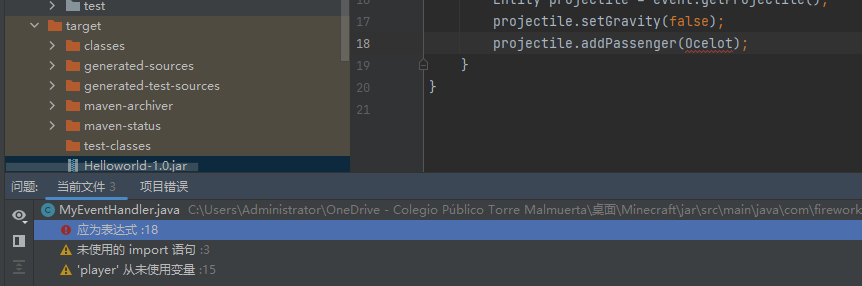 test
target
classes
generated-sources
generated-test-sources
maven-archiver
maven-status
test-classes
Helloworld-1.0.jar
Entity projectile = event.getProjectile();
17 projectile.setGravity(false);
18 projectile.addPassenger(Ocelot);
19 }
20 }
21
问题: 当前文件 3 项目错误
MyEventHandler.java C:\Users\Administrator\OneDrive - Colegio Público Torre Malmuerta\桌面\Minecraft\jar\src\main\java\com\firework
应为表达式 :18
未使用的 import 语句 :3
'player' 从未使用变量 :15